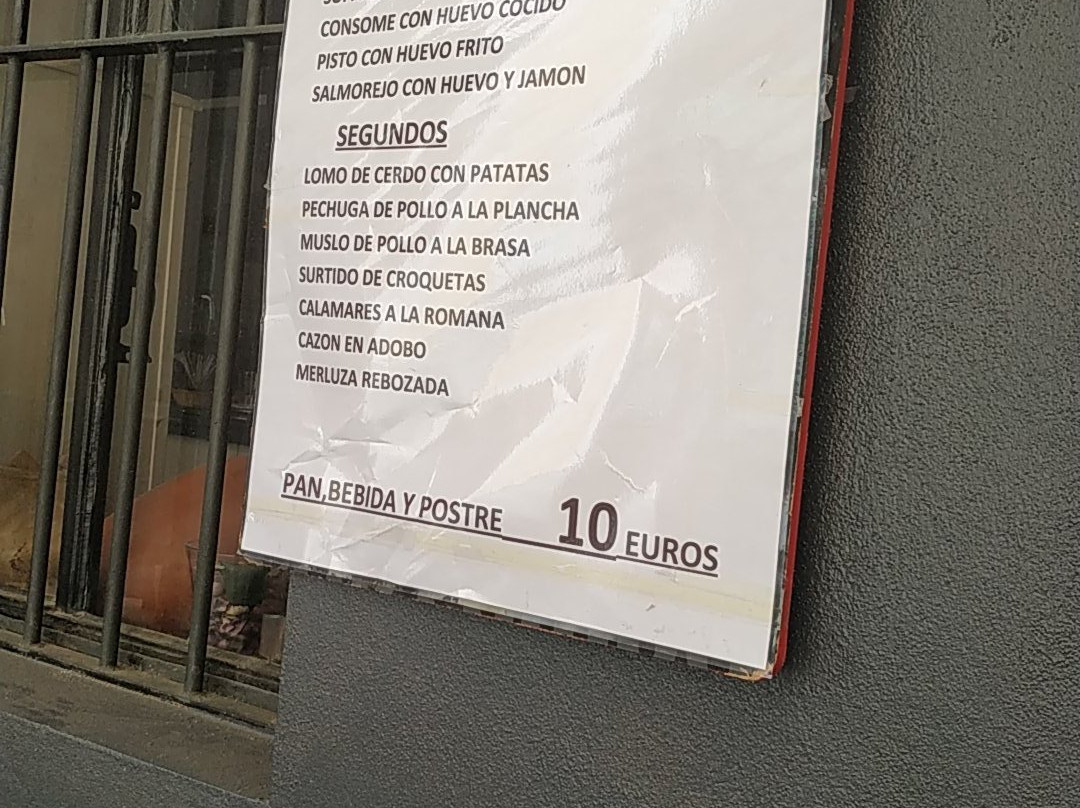 CONSOME CON HUEVO COCIDO
PISTO CON HUEVO FRITO
SALMOREJO CON HUEVO Y JAMON
SEGUNDOS
LOMO DE CERDO CON PATATAS
PECHUGA DE POLLO A LA PLANCHA
MUSLO DE POLLO A LA BRASA
SURTIDO DE CROQUETAS
CALAMARES A LA ROMANA
CAZON EN ADOBO
MERLUZA REBOZADA
PAN,BEBIDA Y POSTRE 10 EUROS